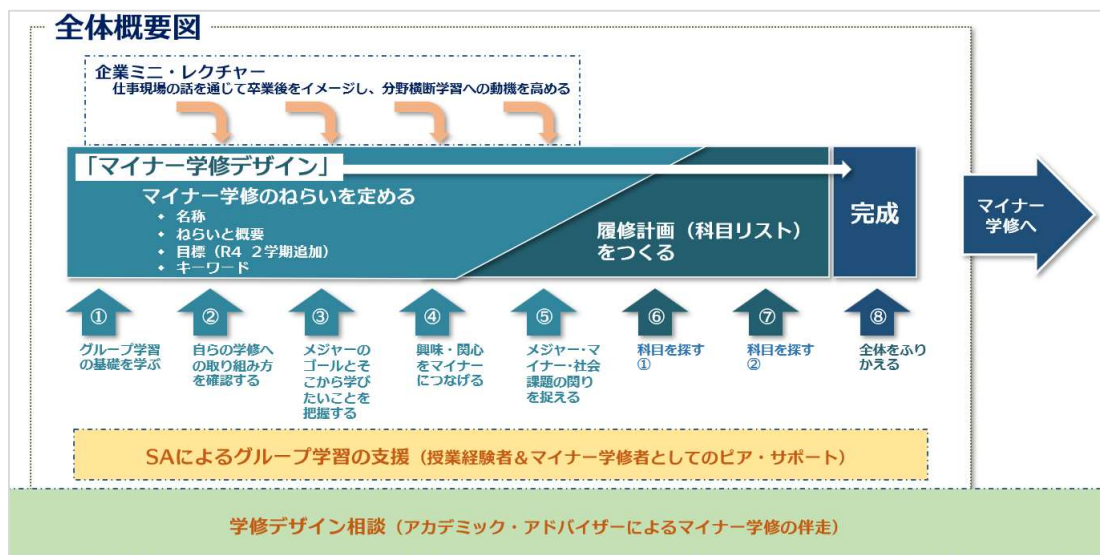 全体概要図
企業ミニ・レクチャー
仕事現場の話を通じて卒業後をイメージし、分野横断学習への動機を高める
「マイナー学修デザイン」
マイナー学修のねらいを定める
❖ 名称
❖ ねらいと概要
❖ 目標（R4 2学期追加）
❖ キーワード
履修計画（科目リスト）
をつくる
完成
マイナー
学修へ
①
グループ学習
の基礎を学ぶ
②
自らの学修へ
の取り組み方
を確認する
③
メジャーの
ゴールとそ
こから学び
たいことを
把握する
④
興味・関心
をマイナー
につなげる
⑤
メジャー・マ
イナー・社会
課題の関り
を捉える
⑥
科目を探す
①
⑦
科目を探す
②
⑧
全体をふり
かえる
SAによるグループ学習の支援（授業経験者＆マイナー学修者としてのピア・サポート）
学修デザイン相談（アカデミック・アドバイザーによるマイナー学修の伴走）